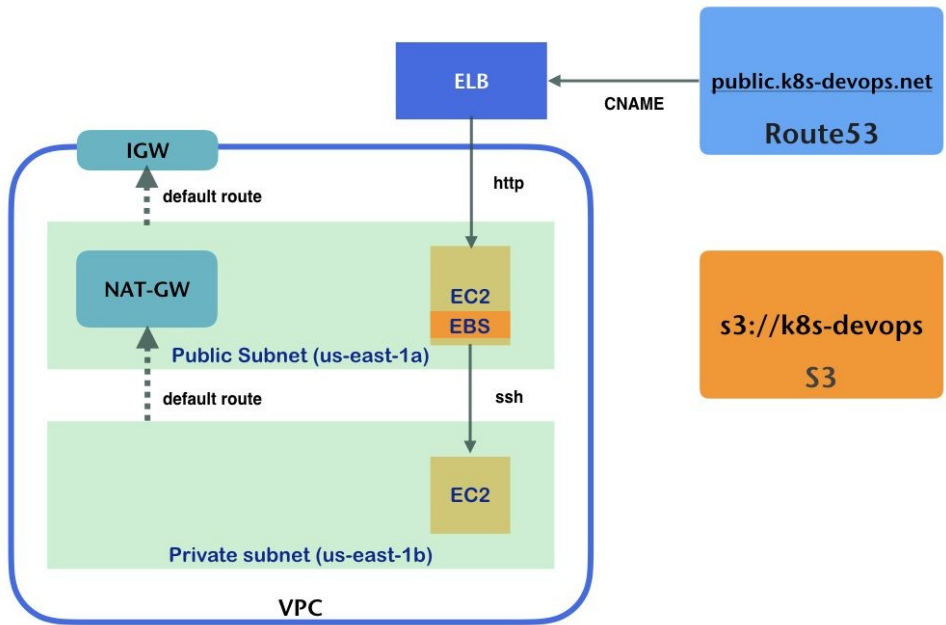 ELB
CNAME
public.k8s-devops.net
Route53
IGW
default route
http
NAT-GW
EC2
EBS
Public Subnet (us-east-1a)
s3://k8s-devops
S3
default route
ssh
EC2
Private subnet (us-east-1b)
VPC